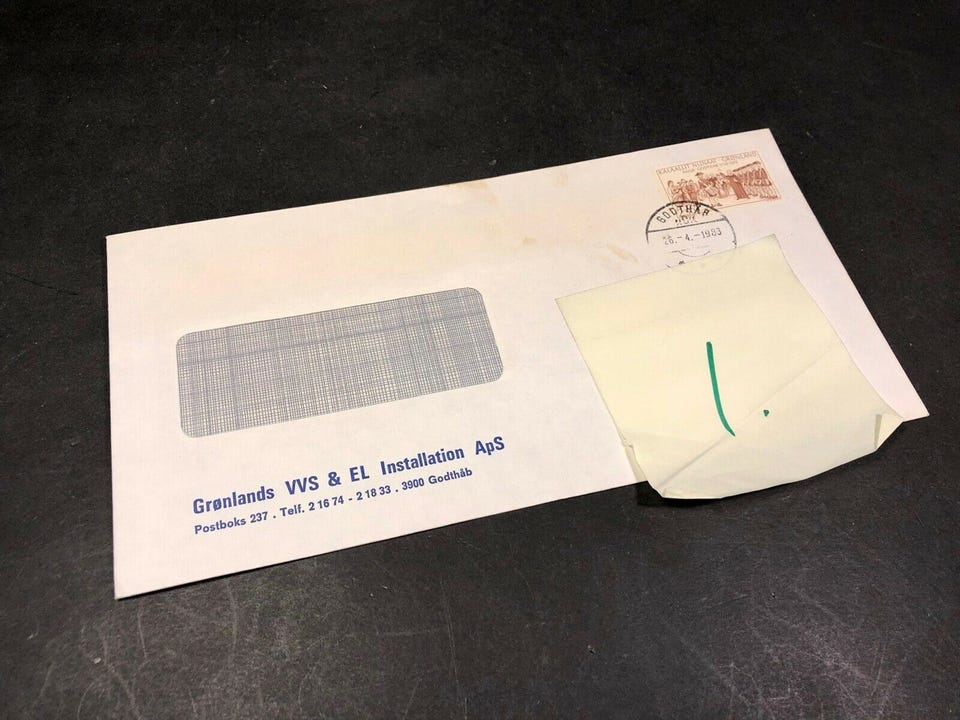 KALAALLIT NUNAAT · GRØNLAND
GODTHÅB
26.-4.-1983
1.
Grønlands VVS & EL Installation ApS
Postboks 237 . Telf. 2 16 74 - 2 18 33 . 3900 Godthåb